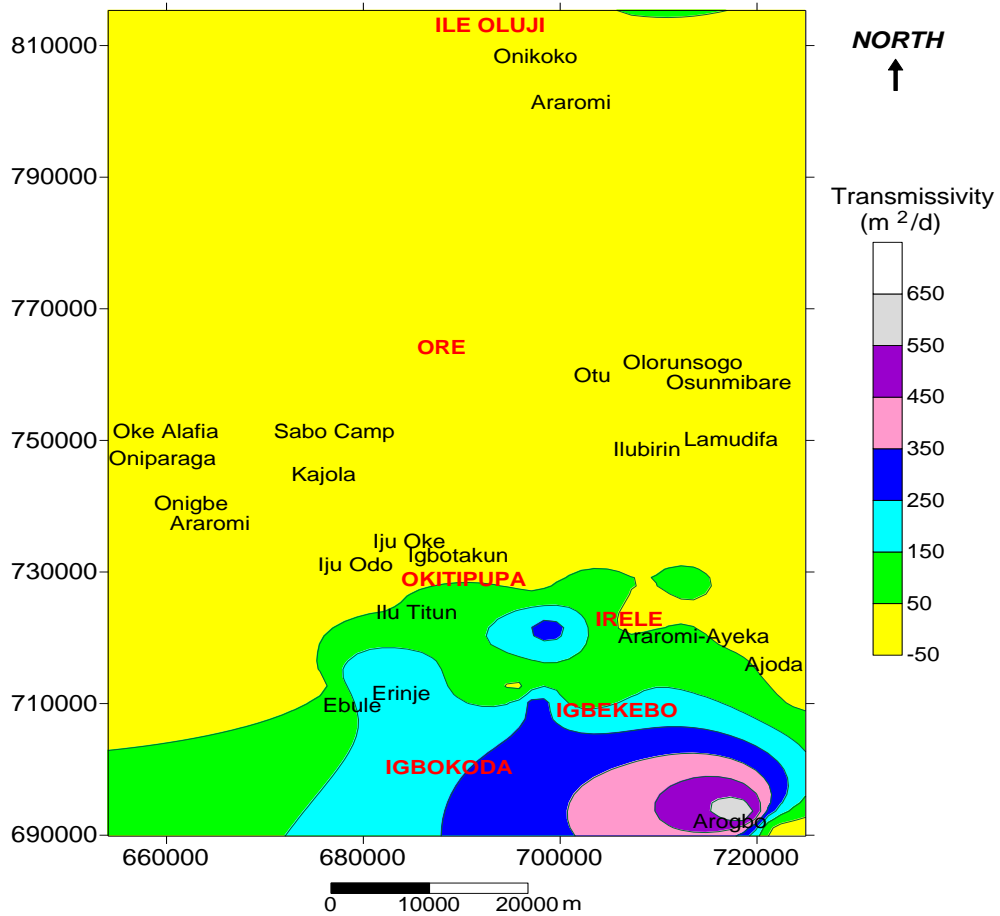 ILE OLUJI
810000
NORTH
Onikoko
Araromi
790000
Transmissivity
(m 2/d)
770000
650
ORE
550
Olorunsogo
Otu
Osunmibare
450
750000
Oke Alafia
Sabo Camp
Lamudifa
350
Oniparaga
Ilubirin
Kajola
250
Onigbe
Araromi
150
Iju Oke
Igbotakun
730000
Iju Odo
OKITIPUPA
50
Ilu Titun
IRELE
Araromi-Ayeka
-50
Ajoda
Erinje
710000
Ebule
IGBEKEBO
IGBOKODA
Arogbo
690000
660000 680000 700000 720000
0 10000 20000 m